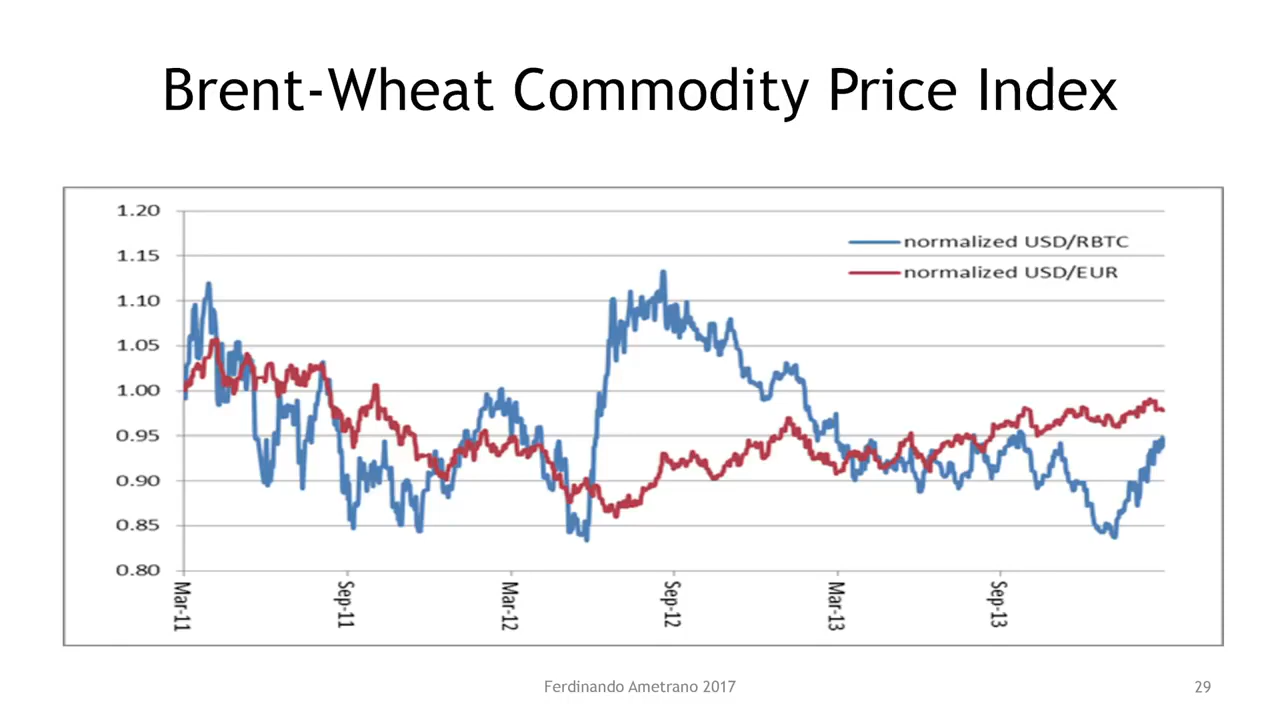 Brent-Wheat Commodity Price Index
1.20
1.15
1.10
1.05
1.00
0.95
0.90
0.85
0.80
normalized USD/RBTC
normalized USD/EUR
Mar-11
Sep-11
Mar-12
Sep-12
Mar-13
Sep-13
Ferdinando Ametrano 2017
29